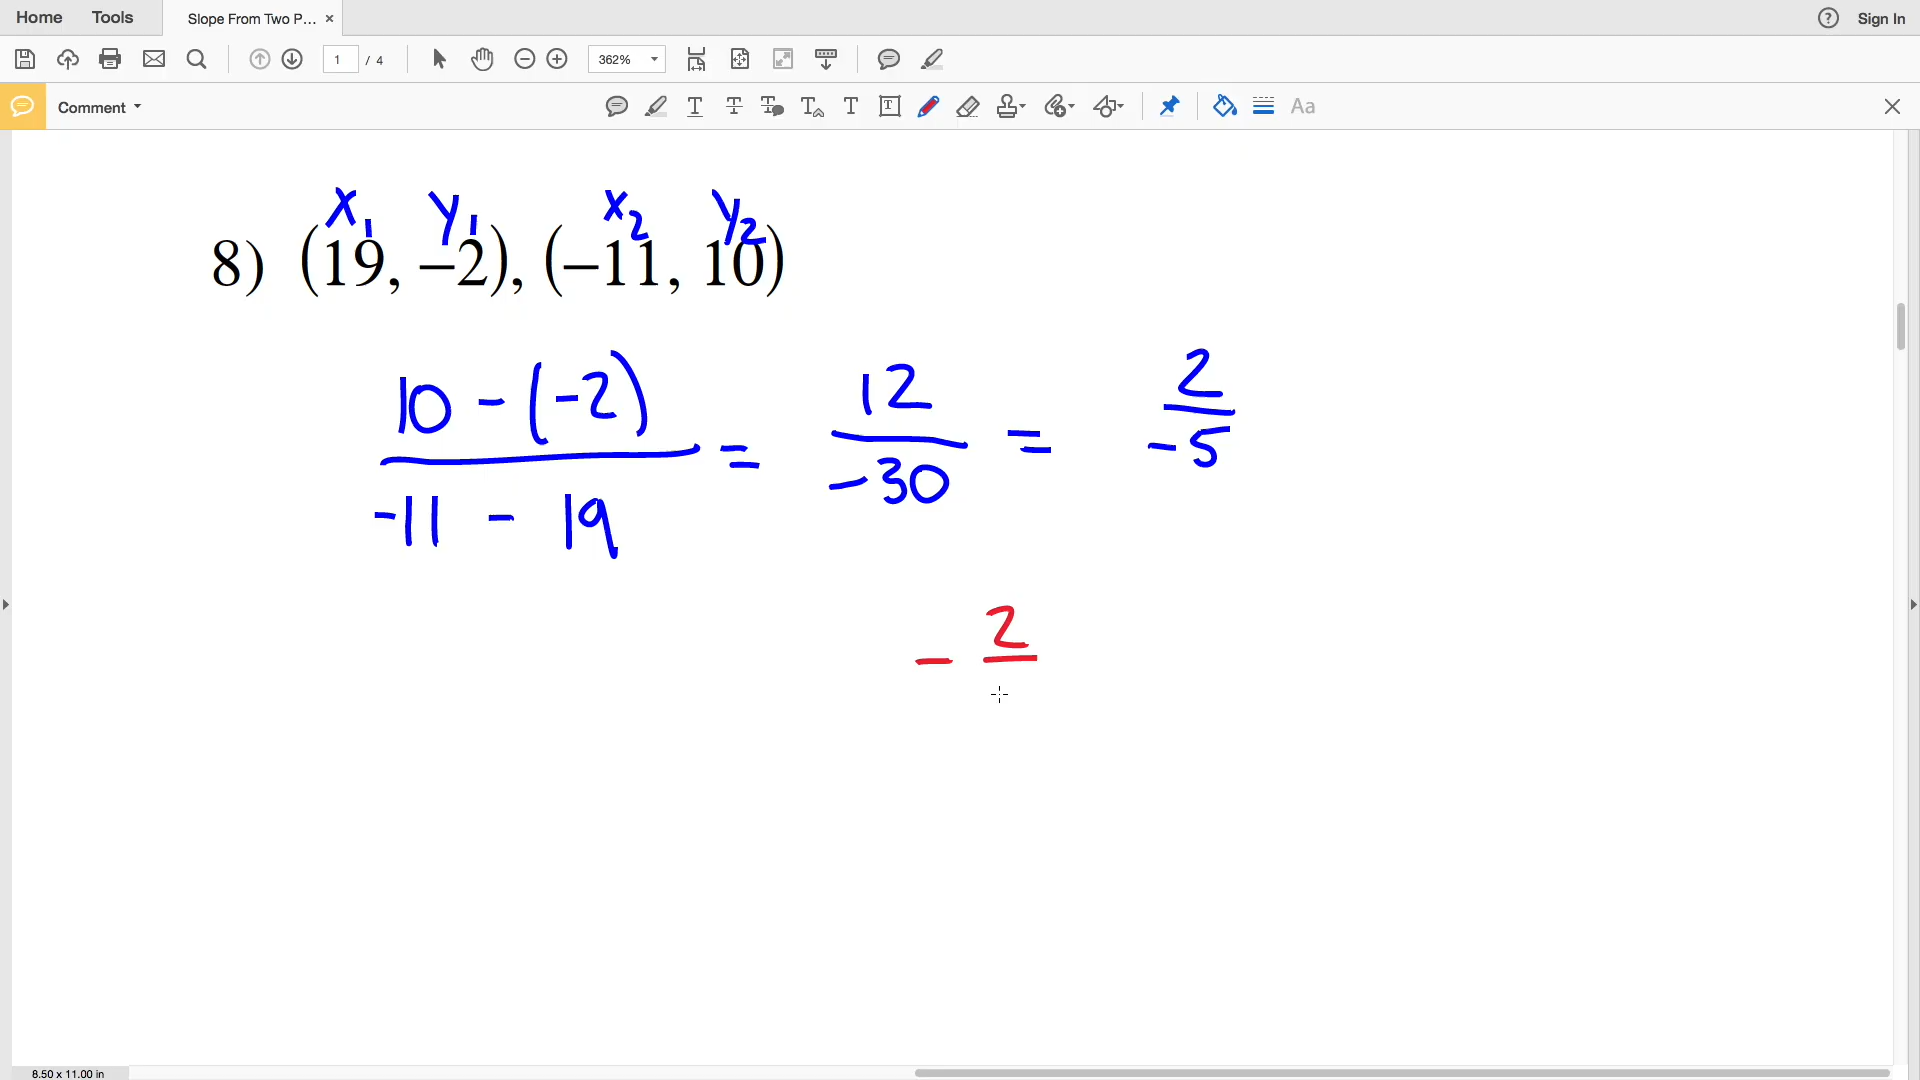 Home Tools Slope From Two P... × ? Sign In
1 / 4 362%
Comment T T T T T T Aa
x₁ y₁ x₂ y₂
8) (19, −2), (−11, 10)
10 - (-2) / -11 - 19 = 12 / -30 = 2 / -5
- 2 /
8.50 x 11.00 in